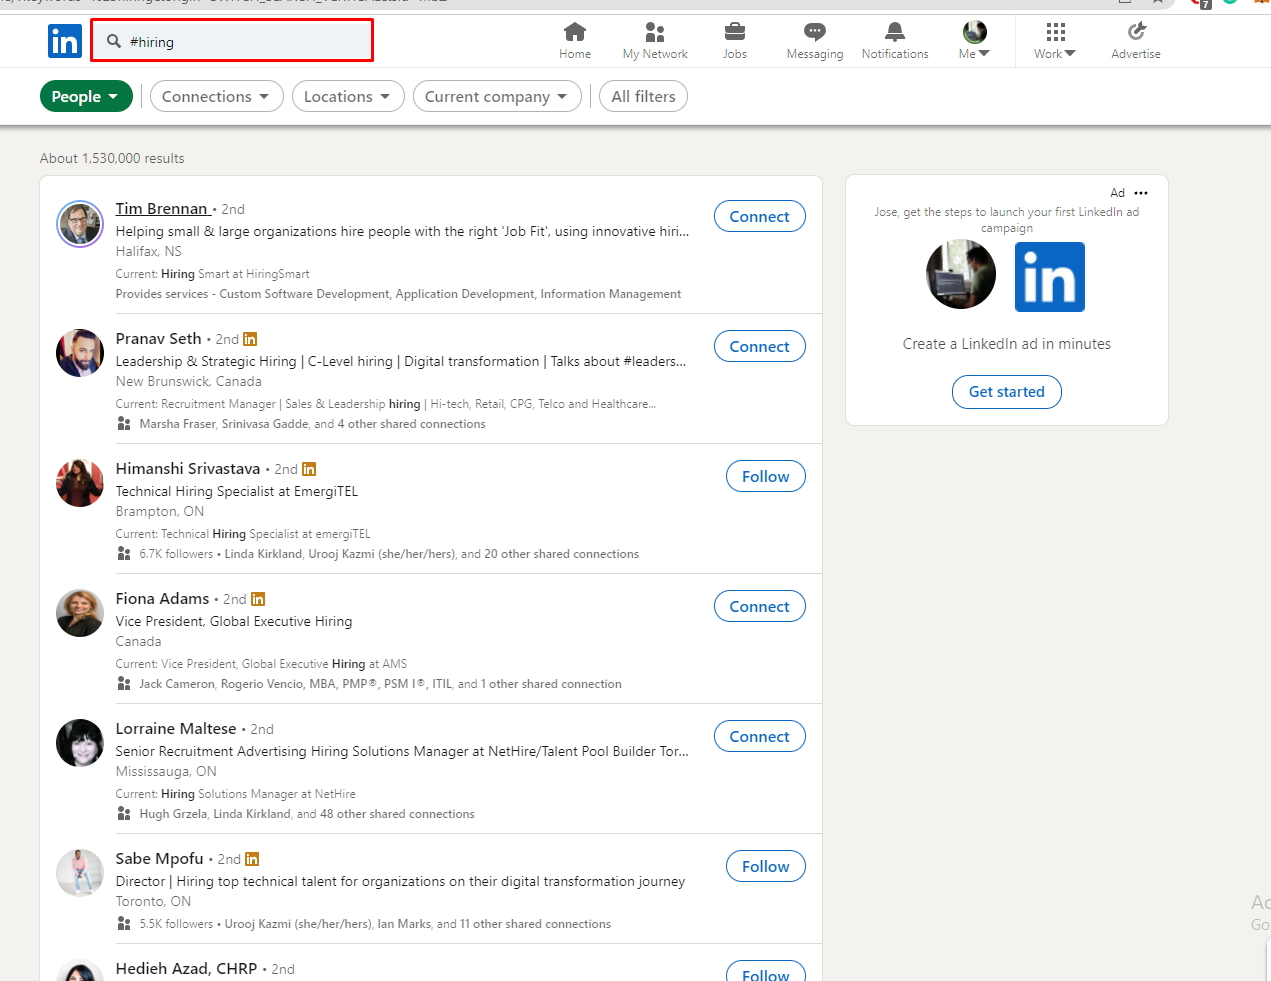 in
#hiring
Home
My Network
Jobs
Messaging
7
Notifications
Me
Work
Advertise
People
Connections
Locations
Current company
All filters
About 1,530,000 results
Tim Brennan • 2nd
Connect
Helping small & large organizations hire people with the right 'Job Fit', using innovative hiri...
Halifax, NS
Current: Hiring Smart at HiringSmart
Provides services - Custom Software Development, Application Development, Information Management
Pranav Seth • 2nd in
Connect
Leadership & Strategic Hiring | C-Level hiring | Digital transformation | Talks about #leaders...
New Brunswick, Canada
Current: Recruitment Manager | Sales & Leadership hiring | Hi-tech, Retail, CPG, Telco and Healthcare...
Marsha Fraser, Srinivasa Gadde, and 4 other shared connections
Himanshi Srivastava • 2nd in
Follow
Technical Hiring Specialist at EmergiTEL
Brampton, ON
Current: Technical Hiring Specialist at emergiTEL
6.7K followers • Linda Kirkland, Urooj Kazmi (she/her/hers), and 20 other shared connections
Fiona Adams • 2nd in
Connect
Vice President, Global Executive Hiring
Canada
Current: Vice President, Global Executive Hiring at AMS
Jack Cameron, Rogerio Vencio, MBA, PMP®, PSM I®, ITIL, and 1 other shared connection
Lorraine Maltese • 2nd
Connect
Senior Recruitment Advertising Hiring Solutions Manager at NetHire/Talent Pool Builder Tor...
Mississauga, ON
Current: Hiring Solutions Manager at NetHire
Hugh Grzela, Linda Kirkland, and 48 other shared connections
Sabe Mpofu • 2nd in
Follow
Director | Hiring top technical talent for organizations on their digital transformation journey
Toronto, ON
5.5K followers • Urooj Kazmi (she/her/hers), Ian Marks, and 11 other shared connections
Hedieh Azad, CHRP • 2nd
Follow
Ad •••
Jose, get the steps to launch your first LinkedIn ad
campaign
in
Create a LinkedIn ad in minutes
Get started